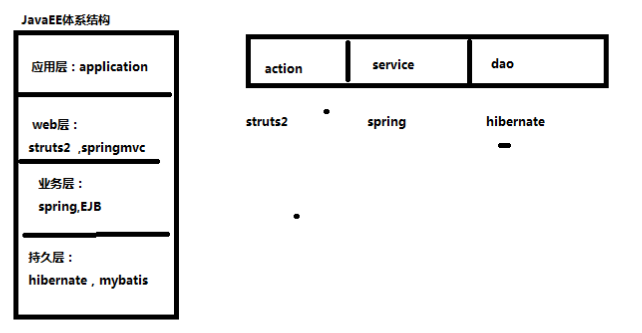 JavaEE体系结构
应用层：application
web层：
struts2 ,springmvc
业务层：
spring,EJB
持久层：
hibernate，mybatis
action service dao
struts2 spring hibernate